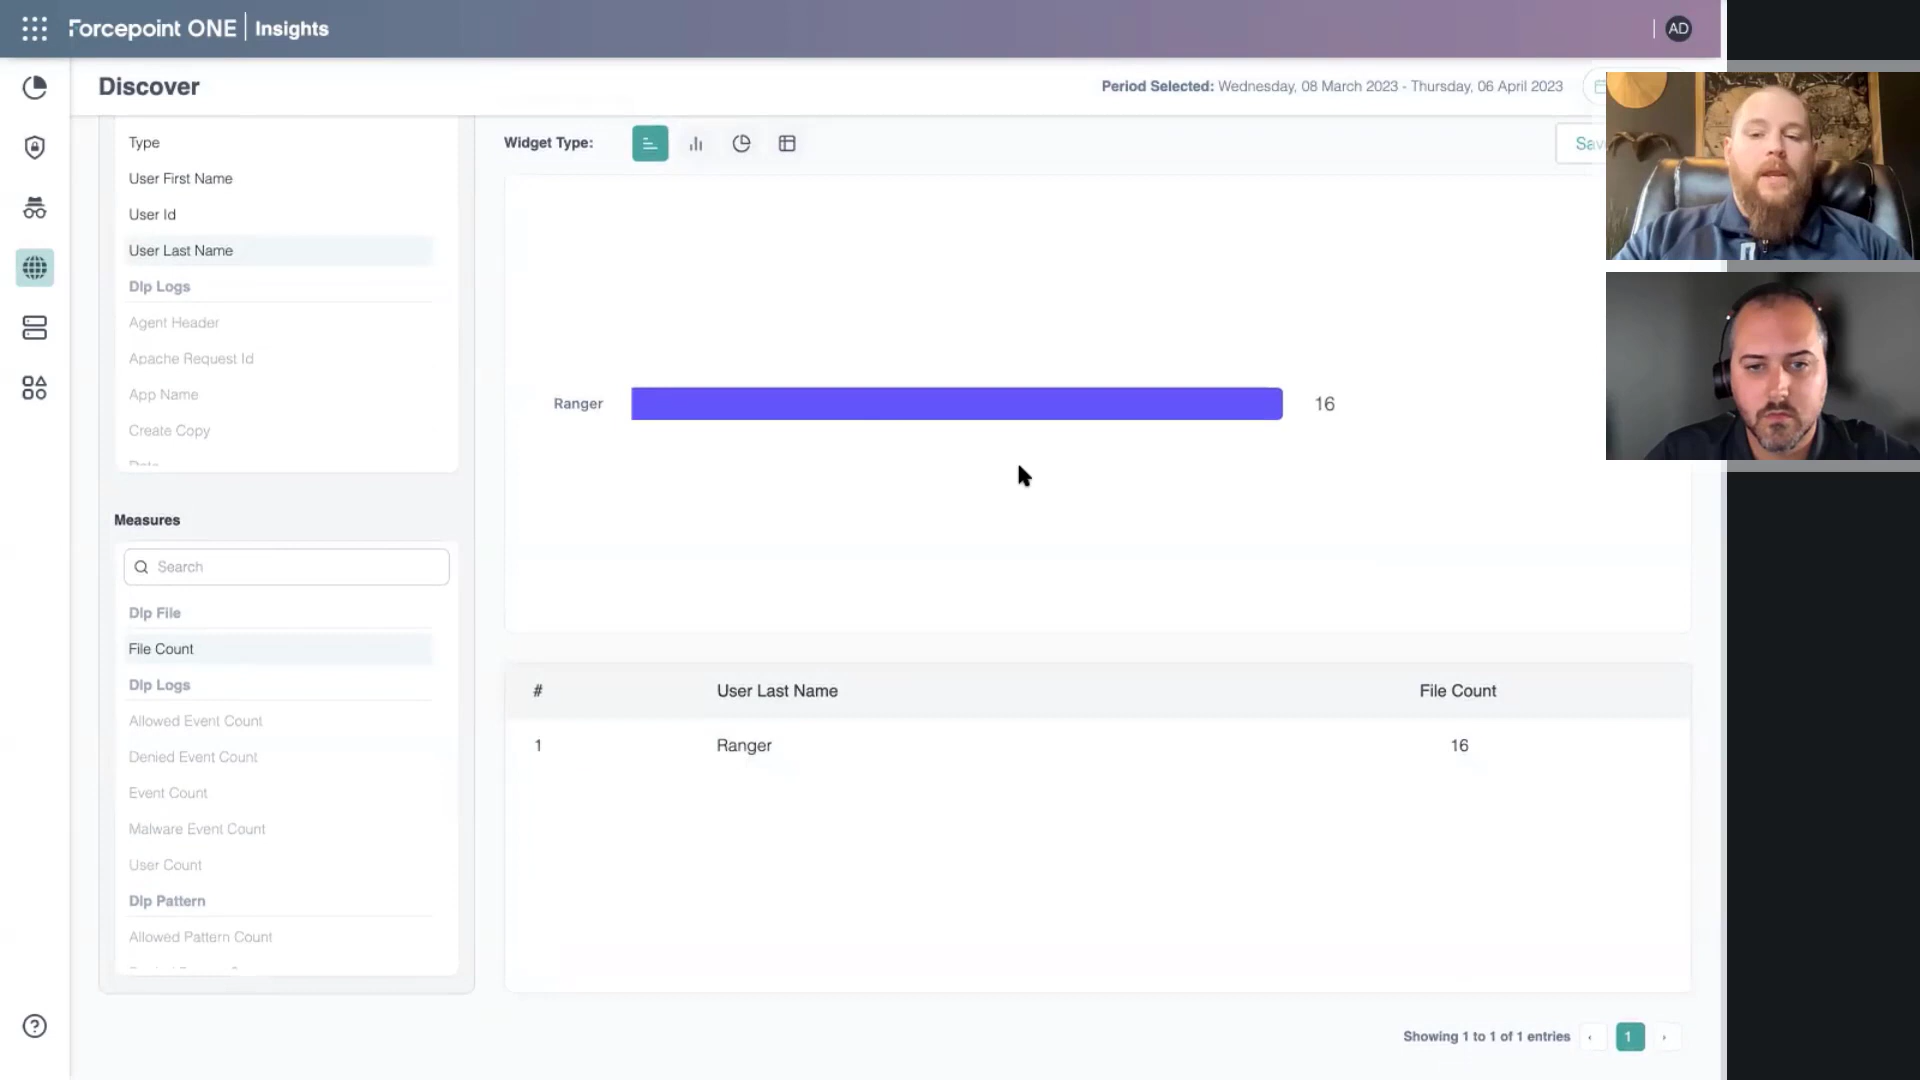 Forcepoint ONE | Insights
AD
Discover
Period Selected: Wednesday, 08 March 2023 - Thursday, 06 April 2023
Type
User First Name
User Id
User Last Name
Dlp Logs
Agent Header
Apache Request Id
App Name
Create Copy
Date
Measures
Search
Dlp File
File Count
Dlp Logs
Allowed Event Count
Denied Event Count
Event Count
Malware Event Count
User Count
Dlp Pattern
Allowed Pattern Count
Widget Type:
Sav
Ranger 16
# User Last Name File Count
1 Ranger 16
Showing 1 to 1 of 1 entries
1